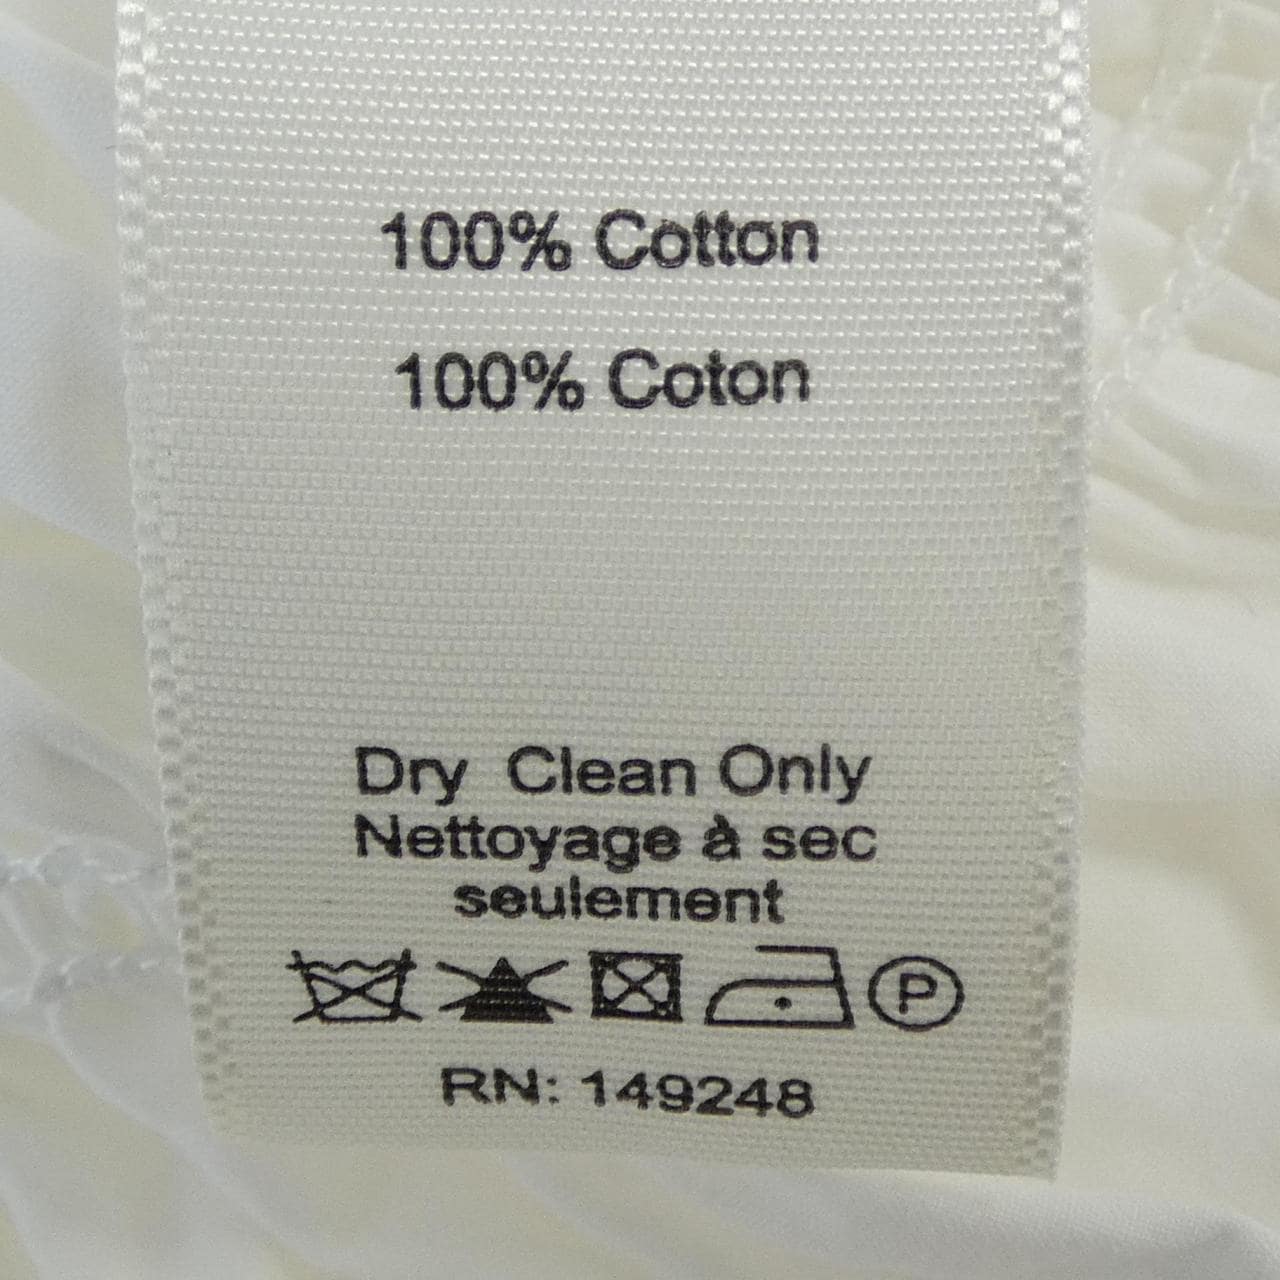 100% Cotton
100% Coton
Dry Clean Only
Nettoyage à sec
seulement
P
RN: 149248